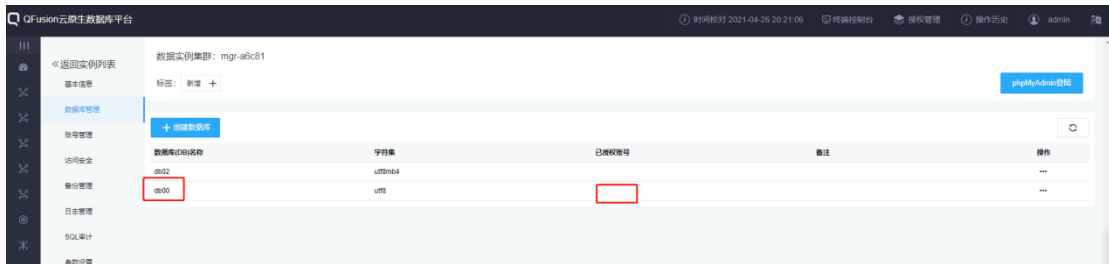 QFusion云原生数据库平台
时间校对 2021-04-26 20:21:06 终端控制台 授权管理 操作历史 admin
«返回实例列表
基本信息
数据库管理
账号管理
访问安全
备份管理
日志管理
SQL审计
参数设置
数据实例集群：mgr-a6c81
标签： 新增 +
phpMyAdmin登陆
+ 创建数据库
数据库(DB)名称 字符集 已授权账号 备注 操作
db02 utf8mb4 •••
db00 utf8 •••